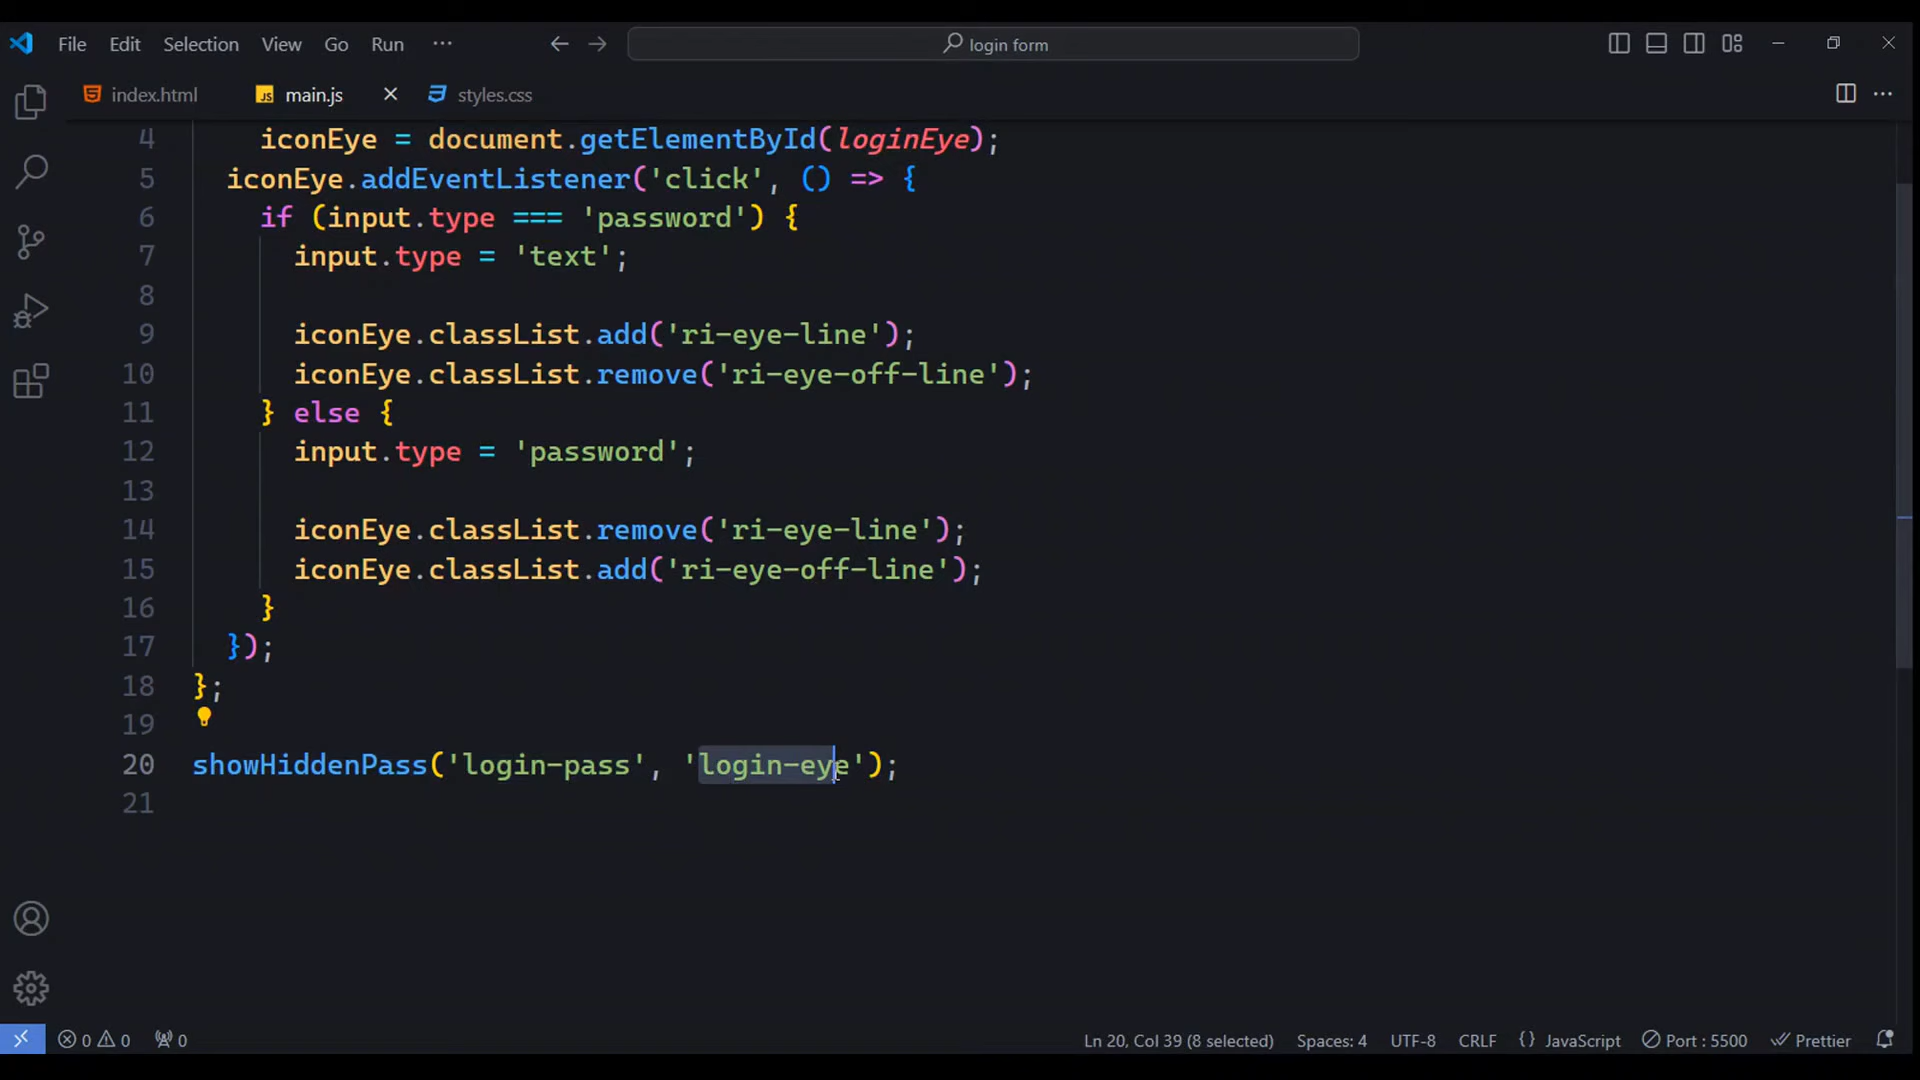 File Edit Selection View Go Run ··· ← → login form
index.html JS main.js × styles.css ···
4 iconEye = document.getElementById(loginEye);
5 iconEye.addEventListener('click', () => {
6 if (input.type === 'password') {
7 input.type = 'text';
8
9 iconEye.classList.add('ri-eye-line');
10 iconEye.classList.remove('ri-eye-off-line');
11 } else {
12 input.type = 'password';
13
14 iconEye.classList.remove('ri-eye-line');
15 iconEye.classList.add('ri-eye-off-line');
16 }
17 });
18 };
19
20 showHiddenPass('login-pass', 'login-eye');
21
0 0 0 Ln 20, Col 39 (8 selected) Spaces: 4 UTF-8 CRLF {} JavaScript Port : 5500 Prettier